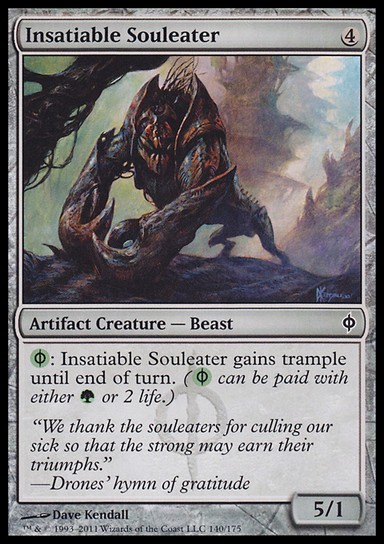 Insatiable Souleater 4
Artifact Creature — Beast
: Insatiable Souleater gains trample
until end of turn. ( can be paid with
either or 2 life.)
“We thank the souleaters for culling our
sick so that the strong may earn their
triumphs.”
—Drones’ hymn of gratitude
5/1
Dave Kendall
™ & © 1993–2011 Wizards of the Coast LLC 140/175